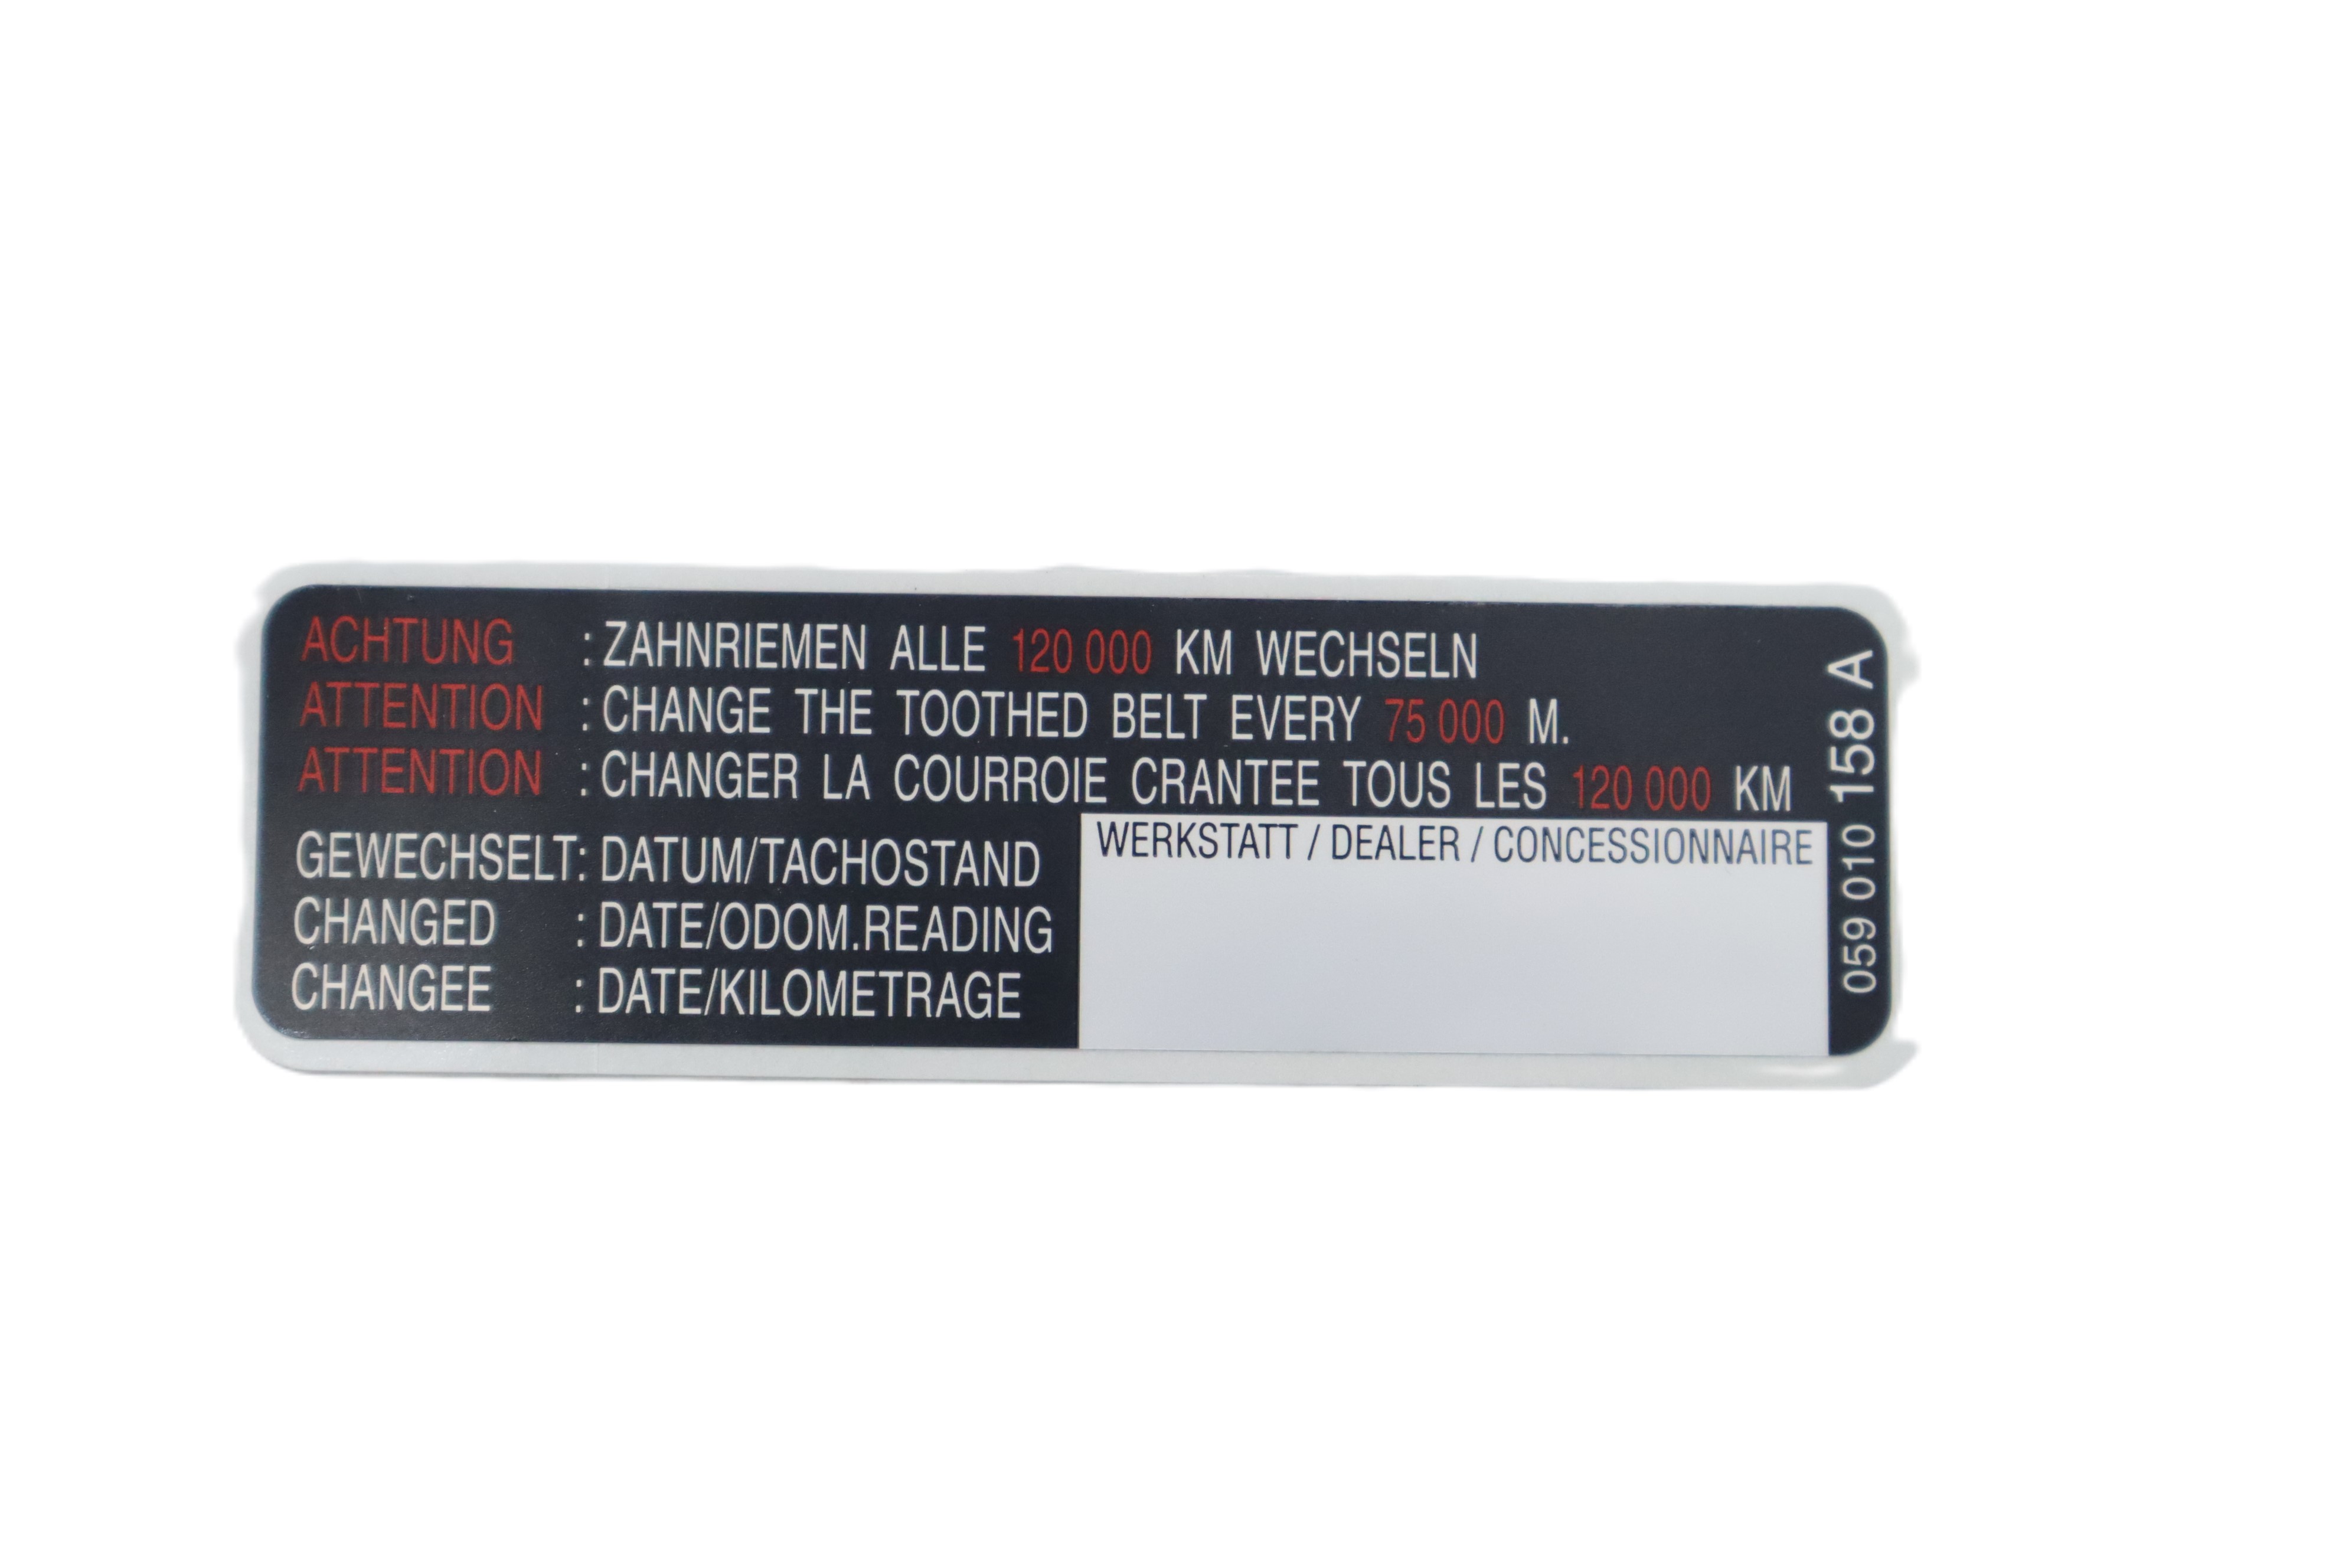 ACHTUNG : ZAHNRIEMEN ALLE 120 000 KM WECHSELN
ATTENTION : CHANGE THE TOOTHED BELT EVERY 75 000 M.
ATTENTION : CHANGER LA COURROIE CRANTEE TOUS LES 120 000 KM
GEWECHSELT: DATUM/TACHOSTAND
CHANGED : DATE/ODOM.READING
CHANGEE : DATE/KILOMETRAGE
WERKSTATT / DEALER / CONCESSIONNAIRE
059 010 158 A